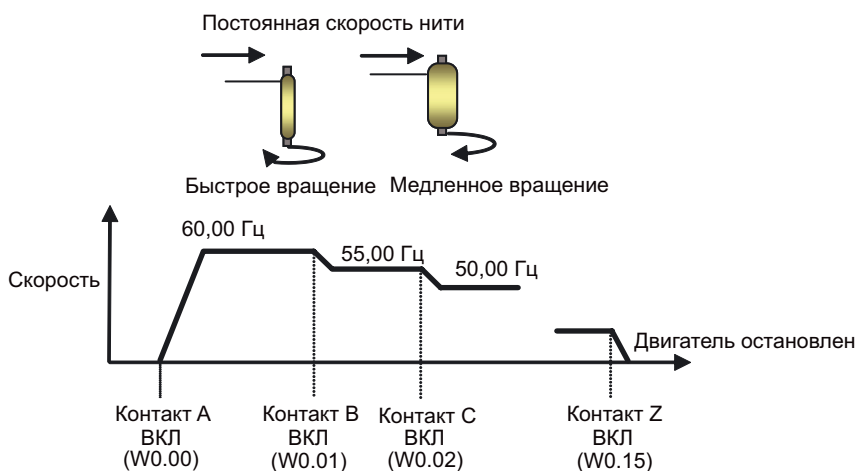 Постоянная скорость нити
Быстрое вращение
Медленное вращение
60,00 Гц
55,00 Гц
50,00 Гц
Скорость
Двигатель остановлен
Контакт A
ВКЛ
(W0.00)
Контакт B
ВКЛ
(W0.01)
Контакт C
ВКЛ
(W0.02)
Контакт Z
ВКЛ
(W0.15)